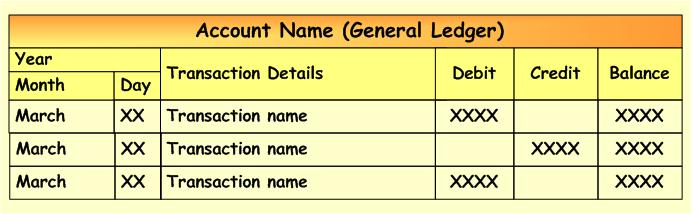 Account Name (General Ledger)
Year
Month Day Transaction Details Debit Credit Balance
March XX Transaction name XXXX XXXX
March XX Transaction name XXXX XXXX
March XX Transaction name XXXX XXXX